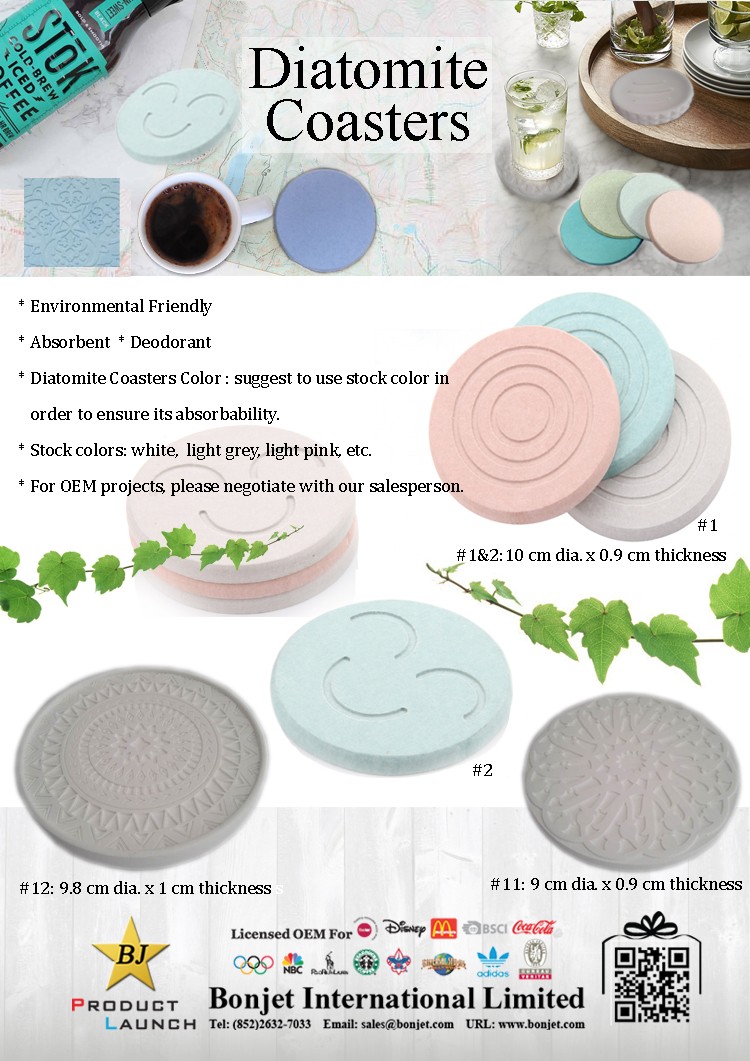 STōK
COLD-BREW
ICED
COFFEE
Diatomite
Coasters
* Environmental Friendly
* Absorbent * Deodorant
* Diatomite Coasters Color : suggest to use stock color in
order to ensure its absorbability.
* Stock colors: white, light grey, light pink, etc.
* For OEM projects, please negotiate with our salesperson.
#1
#1&2:10 cm dia. x 0.9 cm thickness
#2
#12: 9.8 cm dia. x 1 cm thickness
#11: 9 cm dia. x 0.9 cm thickness
Licensed OEM For
Disney
BSCI
Coca-Cola
NBC
adidas
BJ
PRODUCT
LAUNCH
Bonjet International Limited
Tel: (852)2632-7033 Email: sales@bonjet.com URL: www.bonjet.com